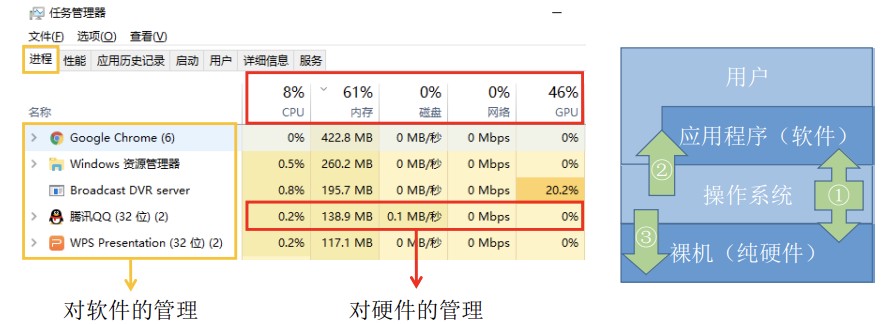 任务管理器
文件(F) 选项(O) 查看(V)
进程 性能 应用历史记录 启动 用户 详细信息 服务
8% 61% 0% 0% 46%
名称 CPU 内存 磁盘 网络 GPU
Google Chrome (6) 0% 422.8 MB 0 MB/秒 0 Mbps 0%
Windows 资源管理器 0.5% 260.2 MB 0 MB/秒 0 Mbps 0%
Broadcast DVR server 0.8% 195.7 MB 0 MB/秒 0 Mbps 20.2%
腾讯QQ (32 位) (2) 0.2% 138.9 MB 0.1 MB/秒 0 Mbps 0%
WPS Presentation (32 位) (2) 0.2% 117.1 MB 0 MB/秒 0 Mbps 0%
对软件的管理
对硬件的管理
用户
应用程序（软件）
②
操作系统
①
③
裸机（纯硬件）